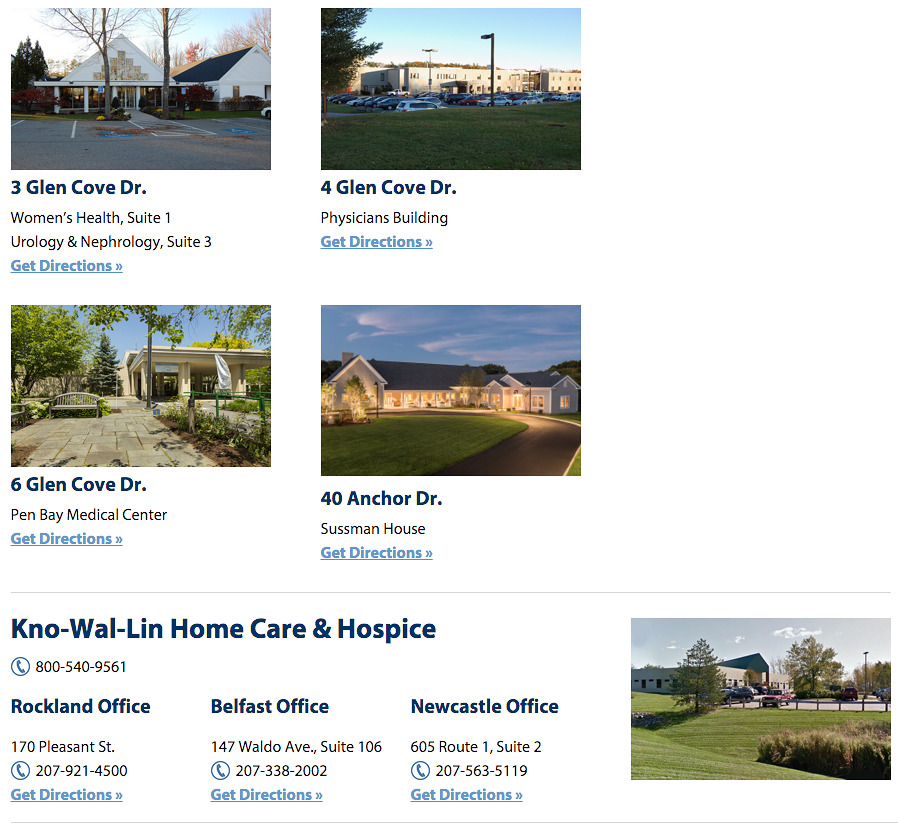 3 Glen Cove Dr.
Women’s Health, Suite 1
Urology & Nephrology, Suite 3
Get Directions »
4 Glen Cove Dr.
Physicians Building
Get Directions »
6 Glen Cove Dr.
Pen Bay Medical Center
Get Directions »
40 Anchor Dr.
Sussman House
Get Directions »
Kno-Wal-Lin Home Care & Hospice
800-540-9561
Rockland Office
170 Pleasant St.
207-921-4500
Get Directions »
Belfast Office
147 Waldo Ave., Suite 106
207-338-2002
Get Directions »
Newcastle Office
605 Route 1, Suite 2
207-563-5119
Get Directions »